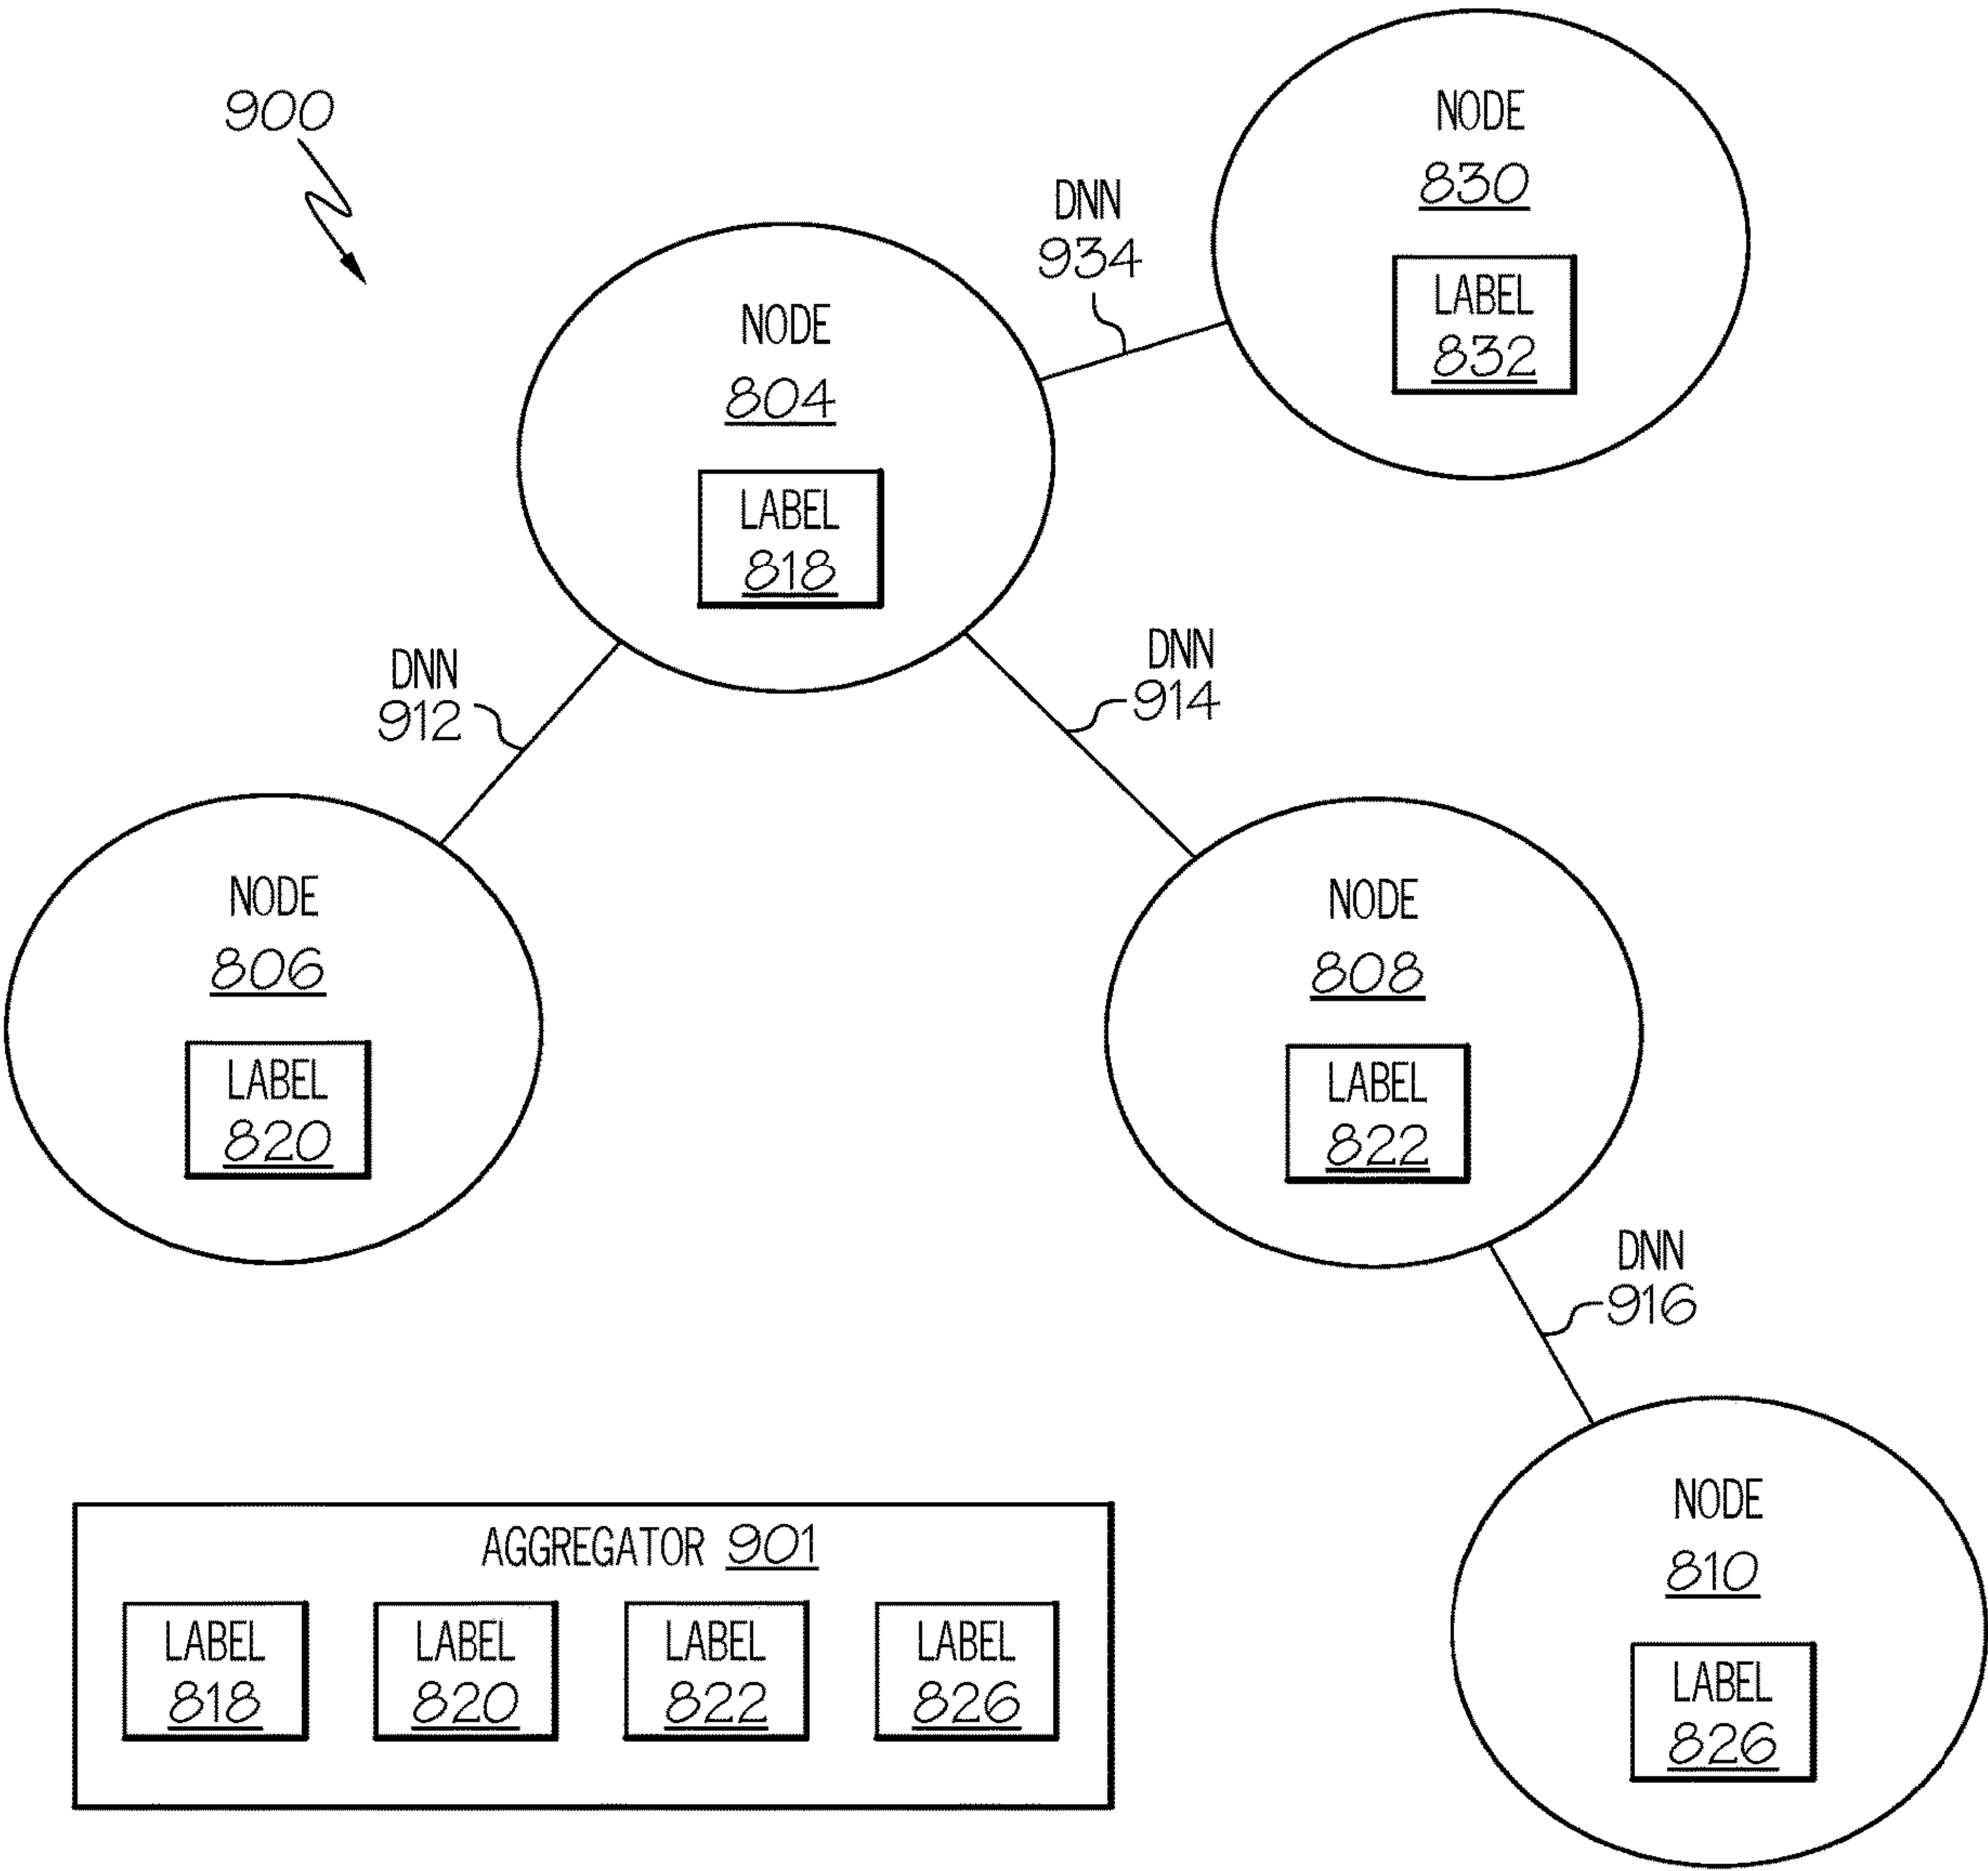 900
NODE
830
LABEL
832
DNN
934
NODE
804
LABEL
818
DNN
912
DNN
914
NODE
806
LABEL
820
NODE
808
LABEL
822
DNN
916
NODE
810
LABEL
826
AGGREGATOR 901
LABEL
818
LABEL
820
LABEL
822
LABEL
826